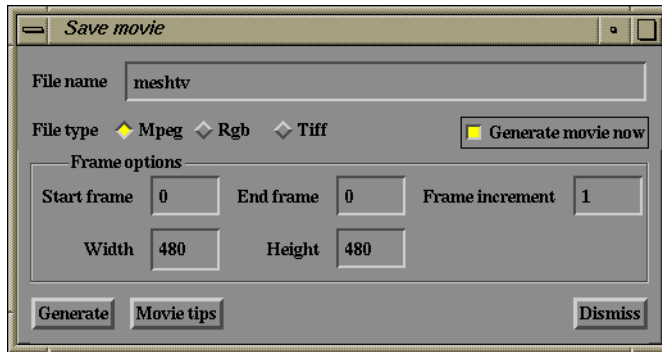 Save movie
File name meshtv
File type Mpeg Rgb Tiff Generate movie now
Frame options
Start frame 0 End frame 0 Frame increment 1
Width 480 Height 480
Generate Movie tips Dismiss